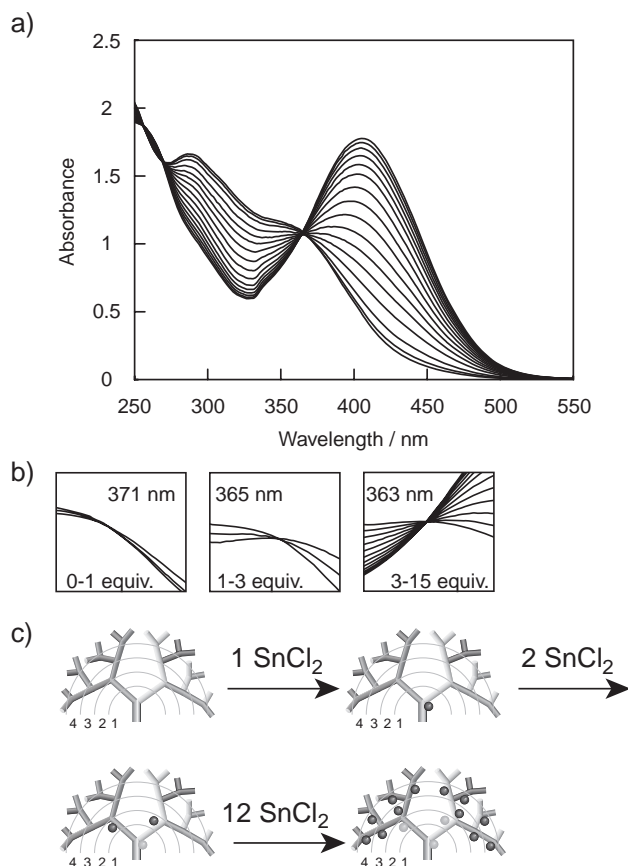 a)
2.5
2
1.5
1
0.5
0
Absorbance
250 300 350 400 450 500 550
Wavelength / nm
b)
371 nm
0-1 equiv.
365 nm
1-3 equiv.
363 nm
3-15 equiv.
c)
4 3 2 1
1 SnCl₂
4 3 2 1
2 SnCl₂
4 3 2 1
12 SnCl₂
4 3 2 1